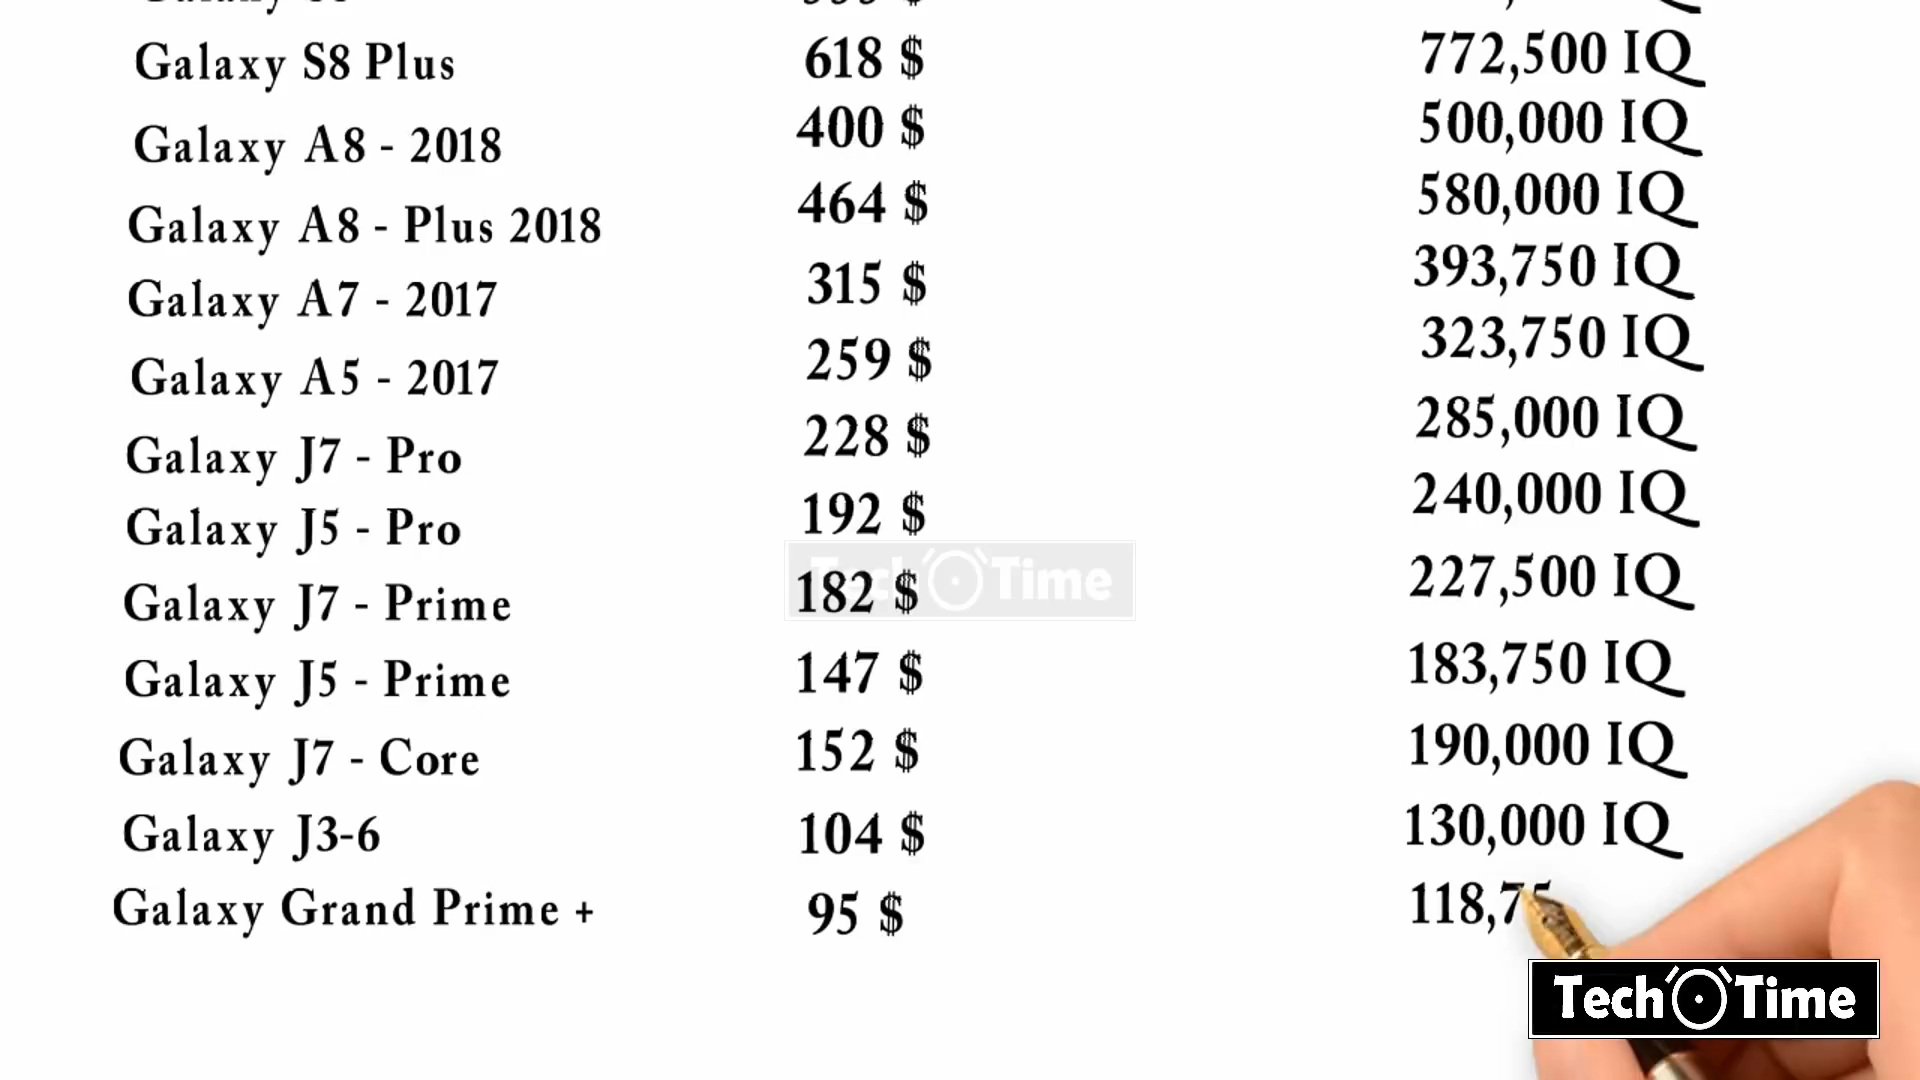 Galaxy S8 Plus 618 $ 772,500 IQ
Galaxy A8 - 2018 400 $ 500,000 IQ
Galaxy A8 - Plus 2018 464 $ 580,000 IQ
Galaxy A7 - 2017 315 $ 393,750 IQ
Galaxy A5 - 2017 259 $ 323,750 IQ
Galaxy J7 - Pro 228 $ 285,000 IQ
Galaxy J5 - Pro 192 $ 240,000 IQ
Galaxy J7 - Prime 182 $ 227,500 IQ
Tech Time
Galaxy J5 - Prime 147 $ 183,750 IQ
Galaxy J7 - Core 152 $ 190,000 IQ
Galaxy J3-6 104 $ 130,000 IQ
Galaxy Grand Prime + 95 $ 118,75
Tech Time